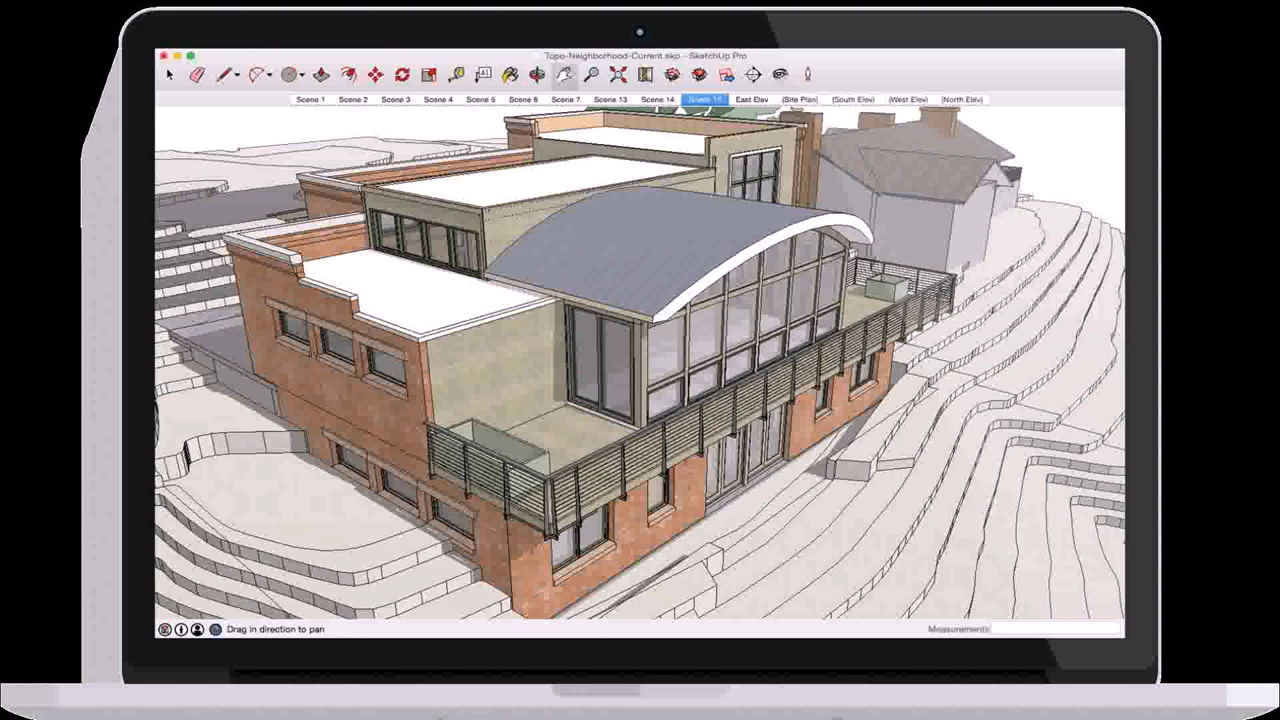 Topo-Neighborhood-Current.skp - SketchUp Pro
A1
Scene 1 Scene 2 Scene 3 Scene 4 Scene 5 Scene 6 Scene 7 Scene 13 Scene 14 Scene 15 East Elev (Site Plan) (South Elev) (West Elev) (North Elev)
Drag in direction to pan
Measurements